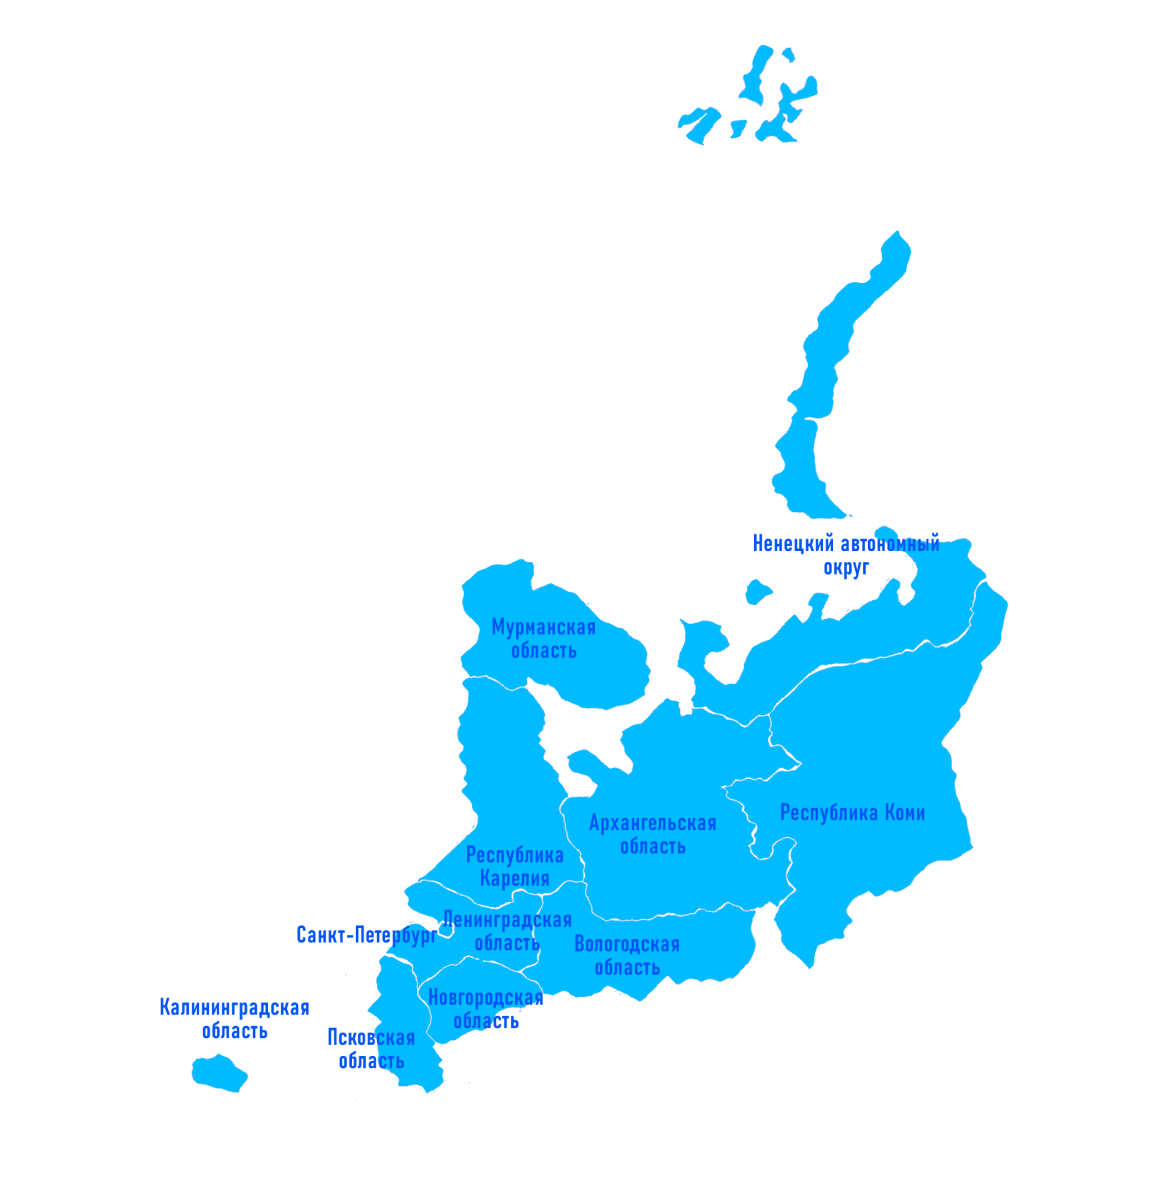 Ненецкий автономный
округ
Мурманская
область
Республика Коми
Архангельская
область
Республика
Карелия
Ленинградская
область
Санкт-Петербург
Вологодская
область
Новгородская
область
Калининградская
область
Псковская
область